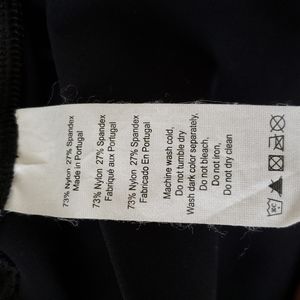 73% Nylon 27% Spandex
Made in Portugal
73% Nylon 27% Spandex
Fabriqué aux Portugal
73% Nylon 27% Spandex
Fabricado En Portugal
Machine wash cold,
Do not tumble dry
Wash dark color separately,
Do not bleach,
Do not iron,
Do not dry clean